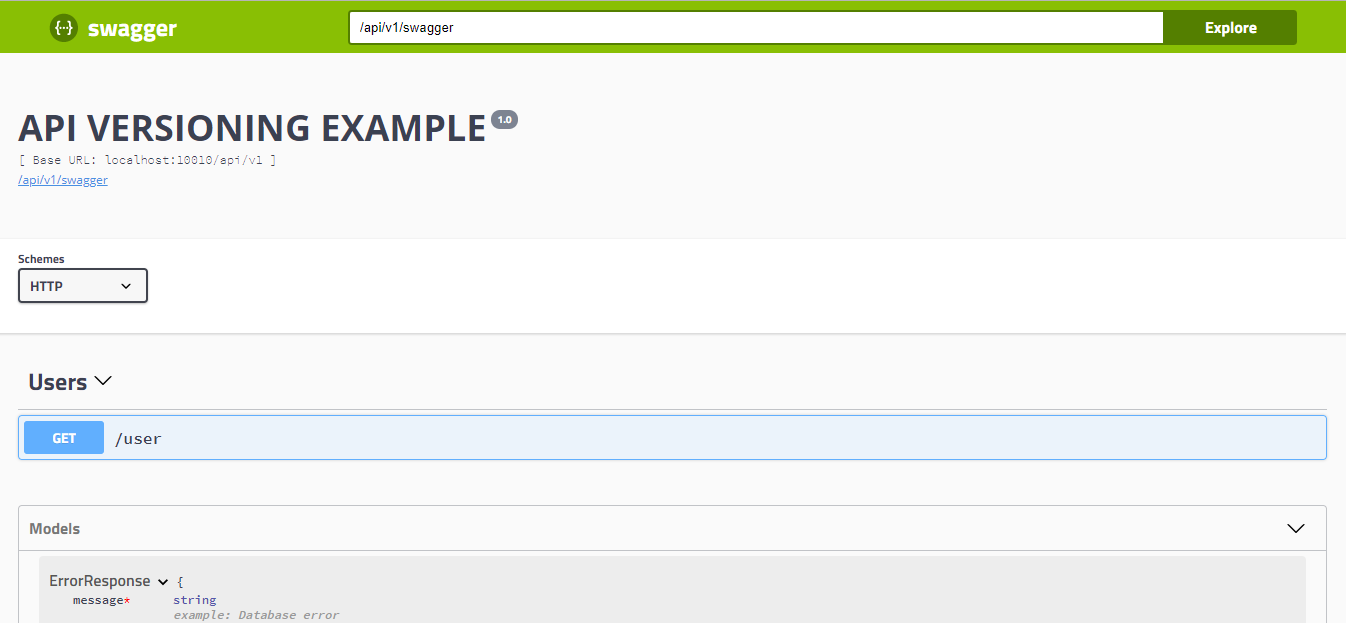 {··} swagger
/api/v1/swagger
Explore
API VERSIONING EXAMPLE 1.0
[ Base URL: localhost:10010/api/v1 ]
/api/v1/swagger
Schemes
HTTP
Users
GET /user
Models
ErrorResponse {
message* string
example: Database error